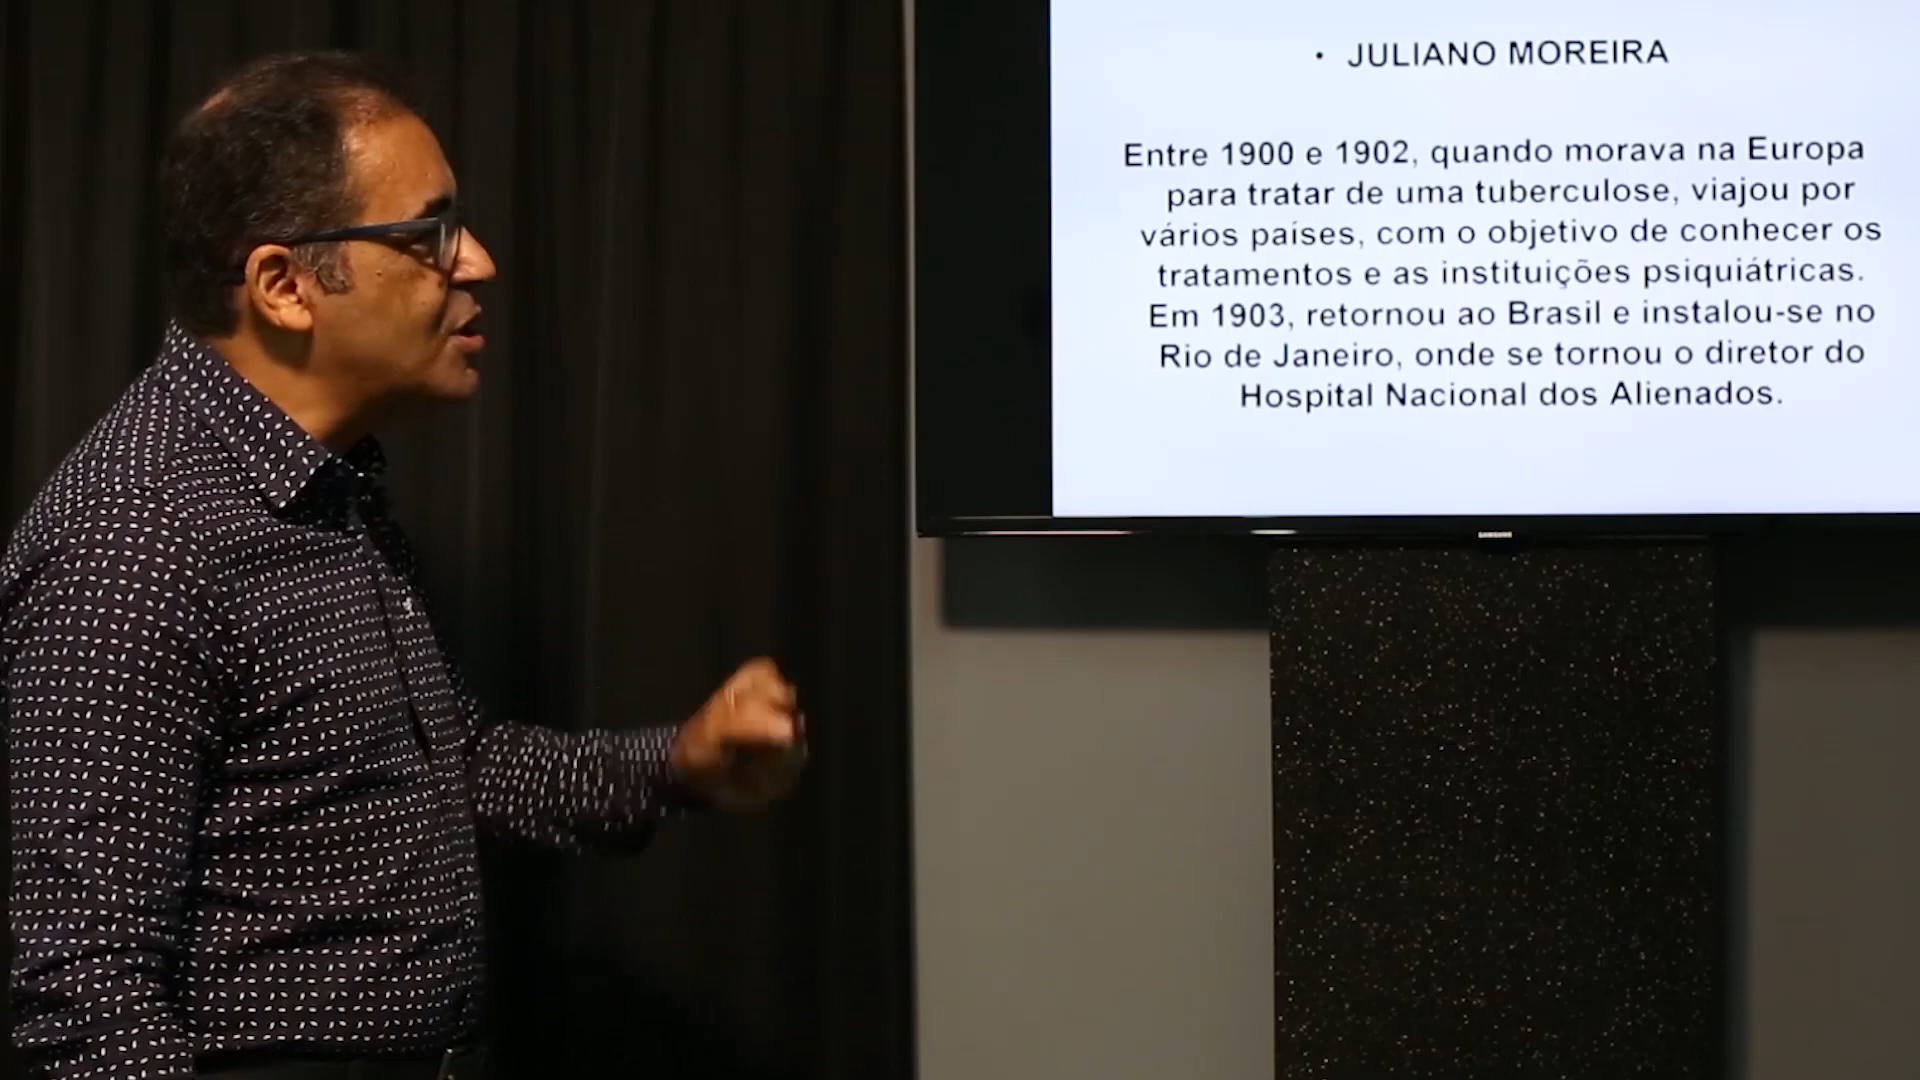 • JULIANO MOREIRA
Entre 1900 e 1902, quando morava na Europa
para tratar de uma tuberculose, viajou por
vários países, com o objetivo de conhecer os
tratamentos e as instituições psiquiátricas.
Em 1903, retornou ao Brasil e instalou-se no
Rio de Janeiro, onde se tornou o diretor do
Hospital Nacional dos Alienados.
SAMSUNG